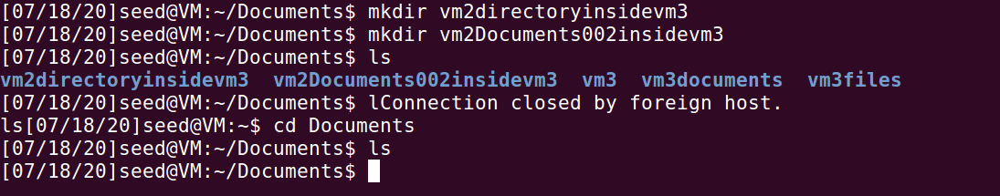 [07/18/20]seed@VM:~/Documents$ mkdir vm2directoryinsidevm3
[07/18/20]seed@VM:~/Documents$ mkdir vm2Documents002insidevm3
[07/18/20]seed@VM:~/Documents$ ls
vm2directoryinsidevm3  vm2Documents002insidevm3  vm3  vm3documents  vm3files
[07/18/20]seed@VM:~/Documents$ lConnection closed by foreign host.
ls[07/18/20]seed@VM:~$ cd Documents
[07/18/20]seed@VM:~/Documents$ ls
[07/18/20]seed@VM:~/Documents$